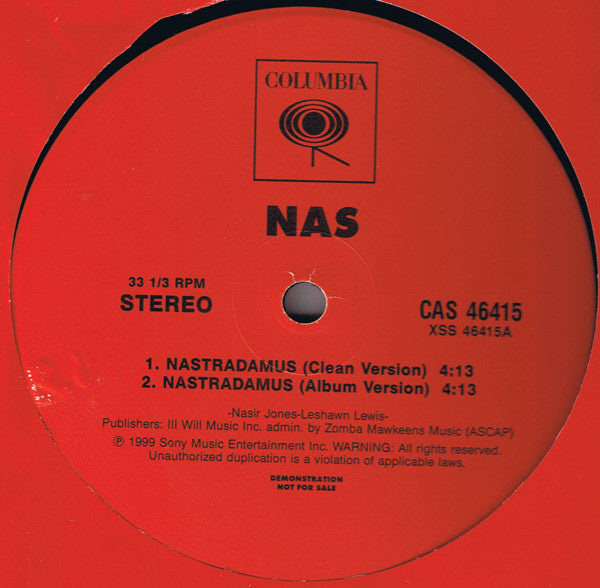 COLUMBIA
NAS
33 1/3 RPM
STEREO
CAS 46415
XSS 46415A
1. NASTRADAMUS (Clean Version) 4:13
2. NASTRADAMUS (Album Version) 4:13
-Nasir Jones-Leshawn Lewis-
Publishers: Ill Will Music Inc. admin. by Zomba Mawkeens Music (ASCAP)
℗ 1999 Sony Music Entertainment Inc. WARNING: All rights reserved.
Unauthorized duplication is a violation of applicable laws.
DEMONSTRATION
NOT FOR SALE